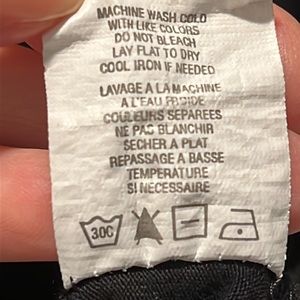 MACHINE WASH COLD
WITH LIKE COLORS
DO NOT BLEACH
LAY FLAT TO DRY
COOL IRON IF NEEDED
LAVAGE A LA MACHINE
A L'EAU FROIDE
COULEURS SEPAREES
NE PAS BLANCHIR
SECHER A PLAT
REPASSAGE A BASSE
TEMPERATURE
SI NECESSAIRE
30C